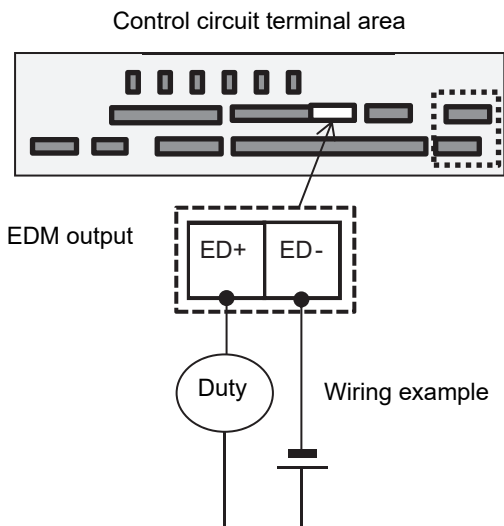 Control circuit terminal area
EDM output
ED+ ED-
Duty
Wiring example